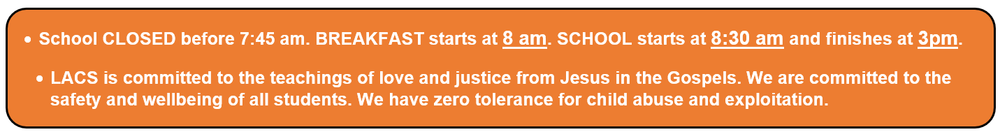 • School CLOSED before 7:45 am. BREAKFAST starts at 8 am. SCHOOL starts at 8:30 am and finishes at 3pm.
• LACS is committed to the teachings of love and justice from Jesus in the Gospels. We are committed to the
safety and wellbeing of all students. We have zero tolerance for child abuse and exploitation.